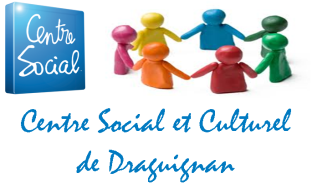 Centre
Social
Centre Social et Culturel
de Draguignan